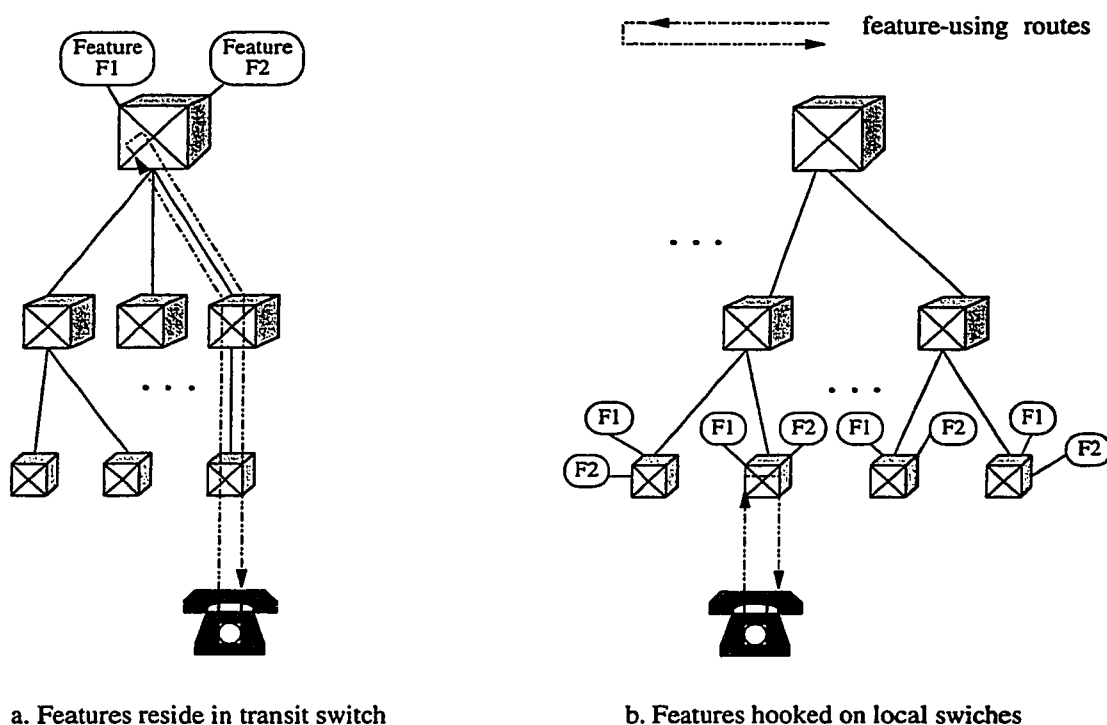 Feature
F1
Feature
F2
feature-using routes
. . .
. . .
. . .
F1
F2
F1
F2
F1
F2
F1
F2
a. Features reside in transit switch
b. Features hooked on local swiches